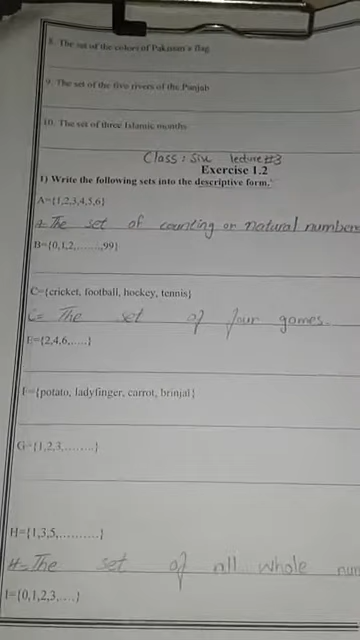 8. The set of the colors of Pakistan's flag
9. The set of the five rivers of the Punjab
10. The set of three Islamic months
Class: Six lecture #3
Exercise 1.2
1) Write the following sets into the descriptive form.
A={1,2,3,4,5,6}
The set of counting or natural numbers
B={0,1,2,.......,99}
C={cricket, football, hockey, tennis}
C= The set of four games.
E={2,4,6,.....}
F={potato, ladyfinger, carrot, brinjal}
G={1,2,3,........}
H={1,3,5,..........}
H= The set of all whole num
I={0,1,2,3,....}